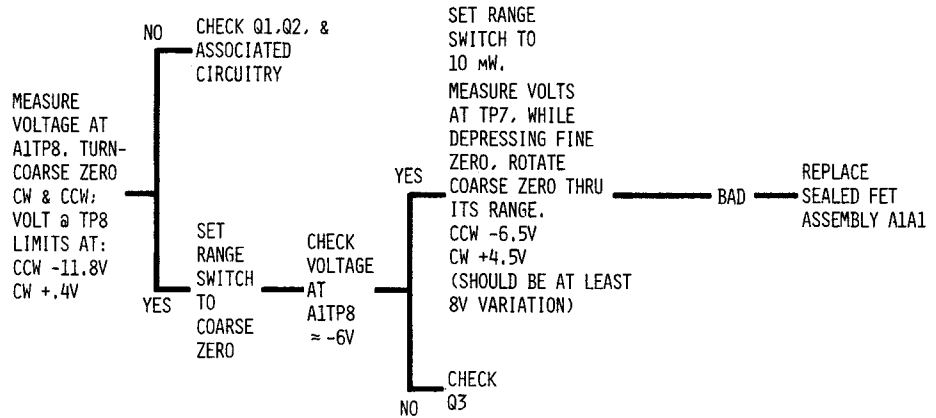 MEASURE
VOLTAGE AT
A1TP8. TURN-
COARSE ZERO
CW & CCW;
VOLT @ TP8
LIMITS AT:
CCW -11.8V
CW +.4V
NO
CHECK Q1,Q2, &
ASSOCIATED
CIRCUITRY
YES
SET
RANGE
SWITCH
TO
COARSE
ZERO
CHECK
VOLTAGE
AT
A1TP8
≈ -6V
YES
SET RANGE
SWITCH TO
10 MW.
MEASURE VOLTS
AT TP7, WHILE
DEPRESSING FINE
ZERO, ROTATE
COARSE ZERO THRU
ITS RANGE.
CCW -6.5V
CW +4.5V
(SHOULD BE AT LEAST
8V VARIATION)
BAD
REPLACE
SEALED FET
ASSEMBLY A1A1
NO
CHECK
Q3